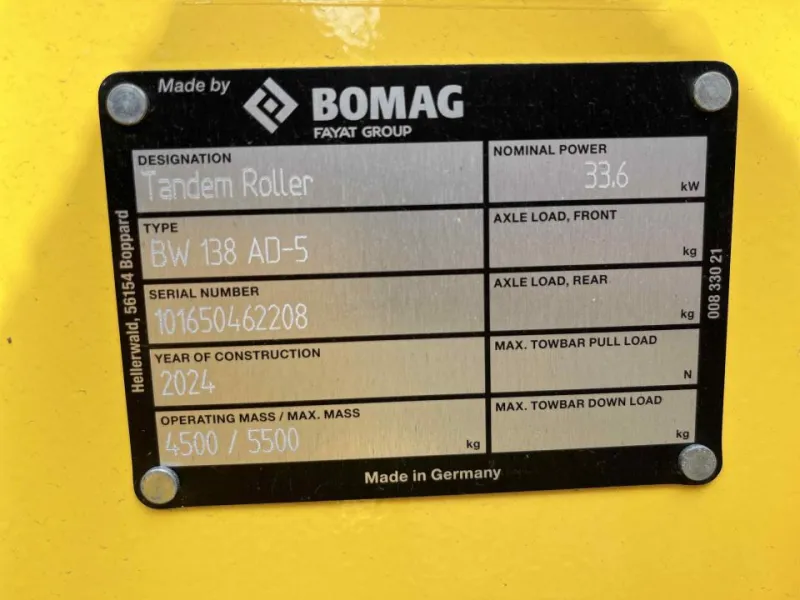 Made by
BOMAG
FAYAT GROUP
DESIGNATION
Tandem Roller
NOMINAL POWER
33.6 kW
TYPE
BW 138 AD-5
AXLE LOAD, FRONT
kg
SERIAL NUMBER
101650462208
AXLE LOAD, REAR
kg
YEAR OF CONSTRUCTION
2024
MAX. TOWBAR PULL LOAD
N
OPERATING MASS / MAX. MASS
4500 / 5500 kg
MAX. TOWBAR DOWN LOAD
kg
Made in Germany
Hellerwald, 56154 Boppard
008 330 21